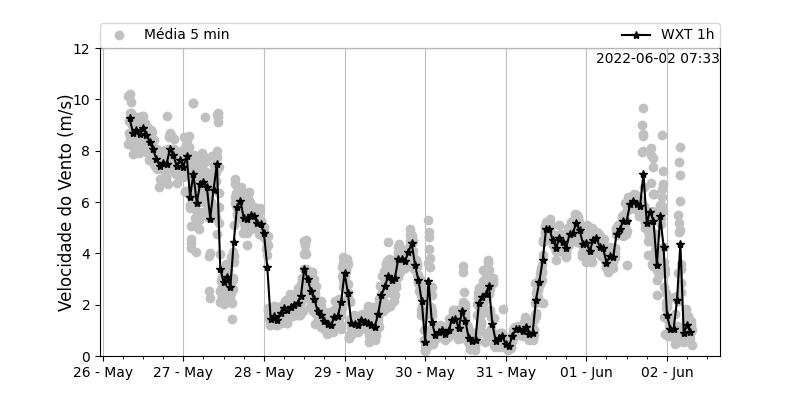 Média 5 min
WXT 1h
2022-06-02 07:33
Velocidade do Vento (m/s)
12
10
8
6
4
2
0
26 - May
27 - May
28 - May
29 - May
30 - May
31 - May
01 - Jun
02 - Jun